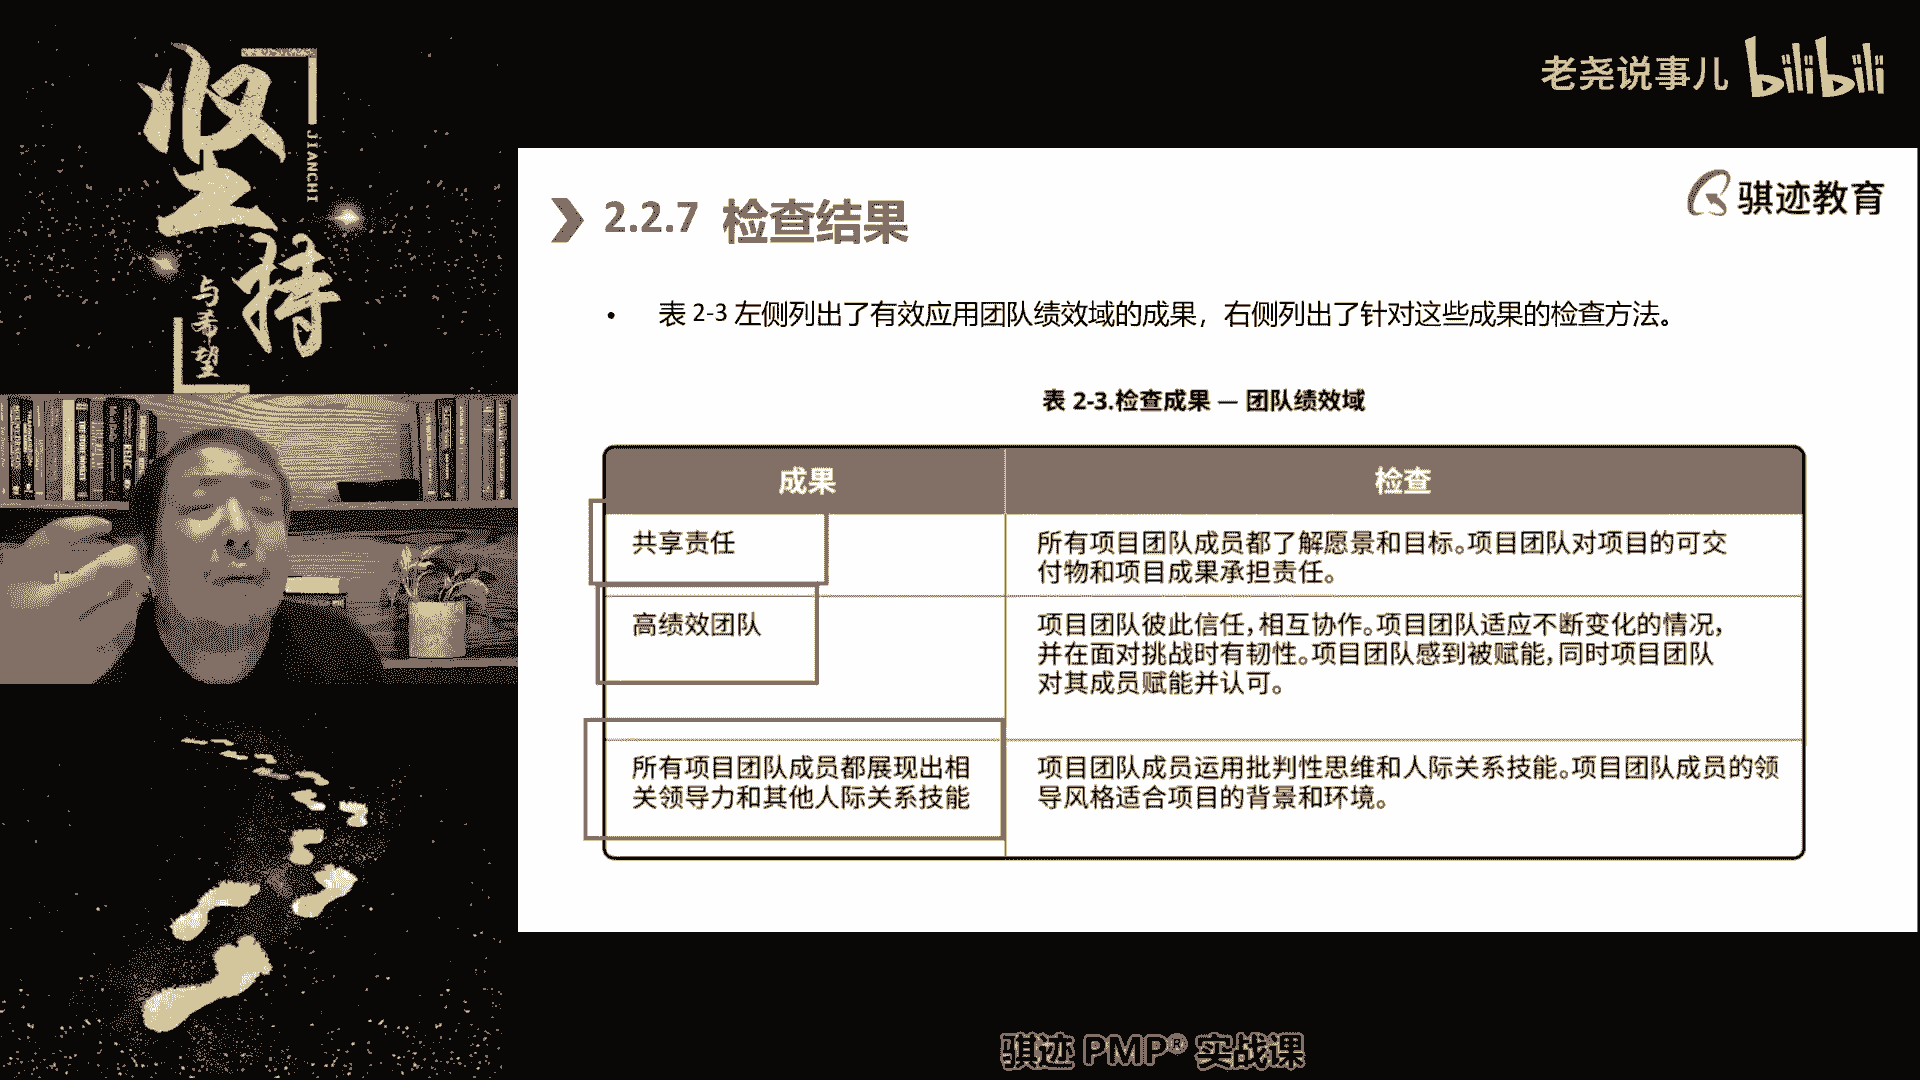 坚持
JIANCHI
与希望
老尧说事儿 bilibili
骐迹教育
2.2.7 检查结果
• 表 2-3 左侧列出了有效应用团队绩效域的成果，右侧列出了针对这些成果的检查方法。
表 2-3.检查成果 — 团队绩效域
成果
检查
共享责任
所有项目团队成员都了解愿景和目标。项目团队对项目的可交
付物和项目成果承担责任。
高绩效团队
项目团队彼此信任，相互协作。项目团队适应不断变化的情况，
并在面对挑战时有韧性。项目团队感到被赋能，同时项目团队
对其成员赋能并认可。
所有项目团队成员都展现出相
关领导力和其他人际关系技能
项目团队成员运用批判性思维和人际关系技能。项目团队成员的领
导风格适合项目的背景和环境。
骐迹 PMP® 实战课